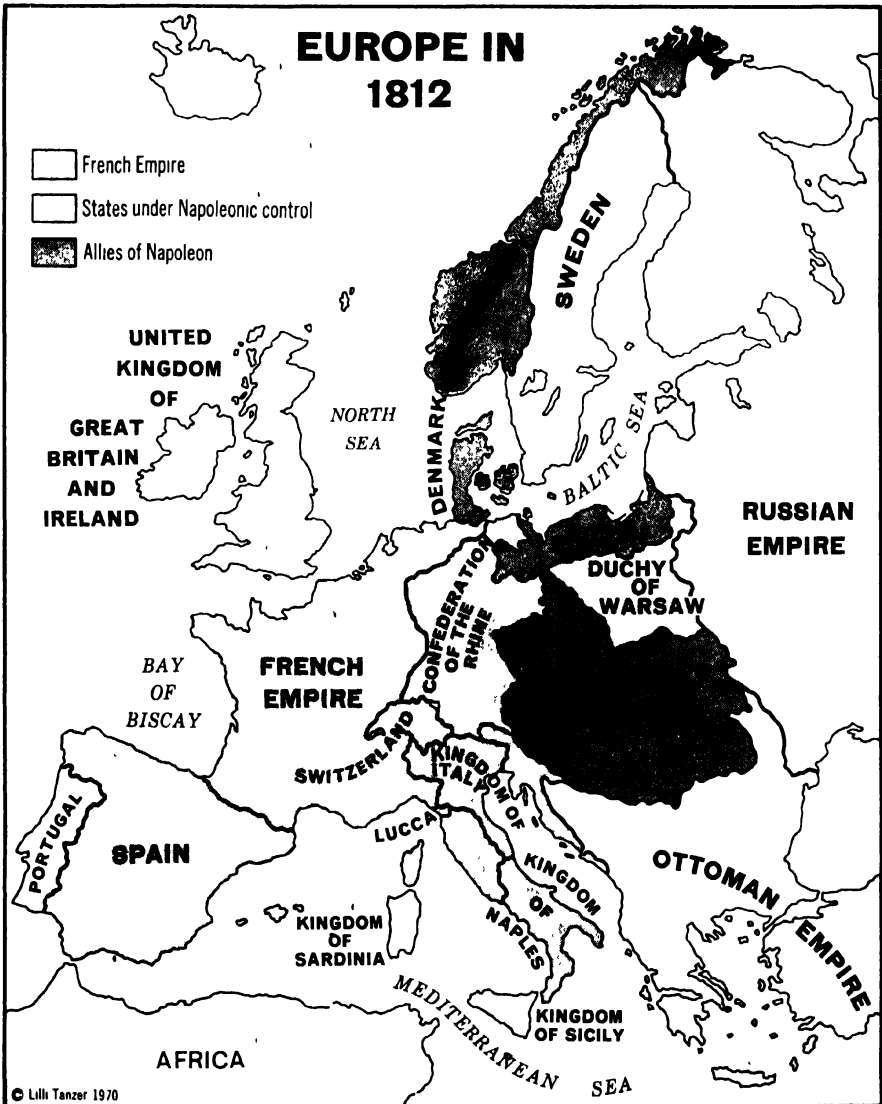 EUROPE IN
1812
French Empire
States under Napoleonic control
Allies of Napoleon
SWEDEN
UNITED
KINGDOM
OF
GREAT
BRITAIN
AND
IRELAND
NORTH
SEA
DENMARK
BALTIC SEA
RUSSIAN
EMPIRE
DUCHY
OF
WARSAW
CONFEDERATION
OF THE
RHINE
BAY
OF
BISCAY
FRENCH
EMPIRE
SWITZERLAND
KINGDOM OF
ITALY
LUCCA
PORTUGAL
SPAIN
OTTOMAN
EMPIRE
KINGDOM
OF
NAPLES
KINGDOM
OF
SARDINIA
MEDITERRANEAN SEA
KINGDOM
OF SICILY
AFRICA
© Lilli Tanzer 1970